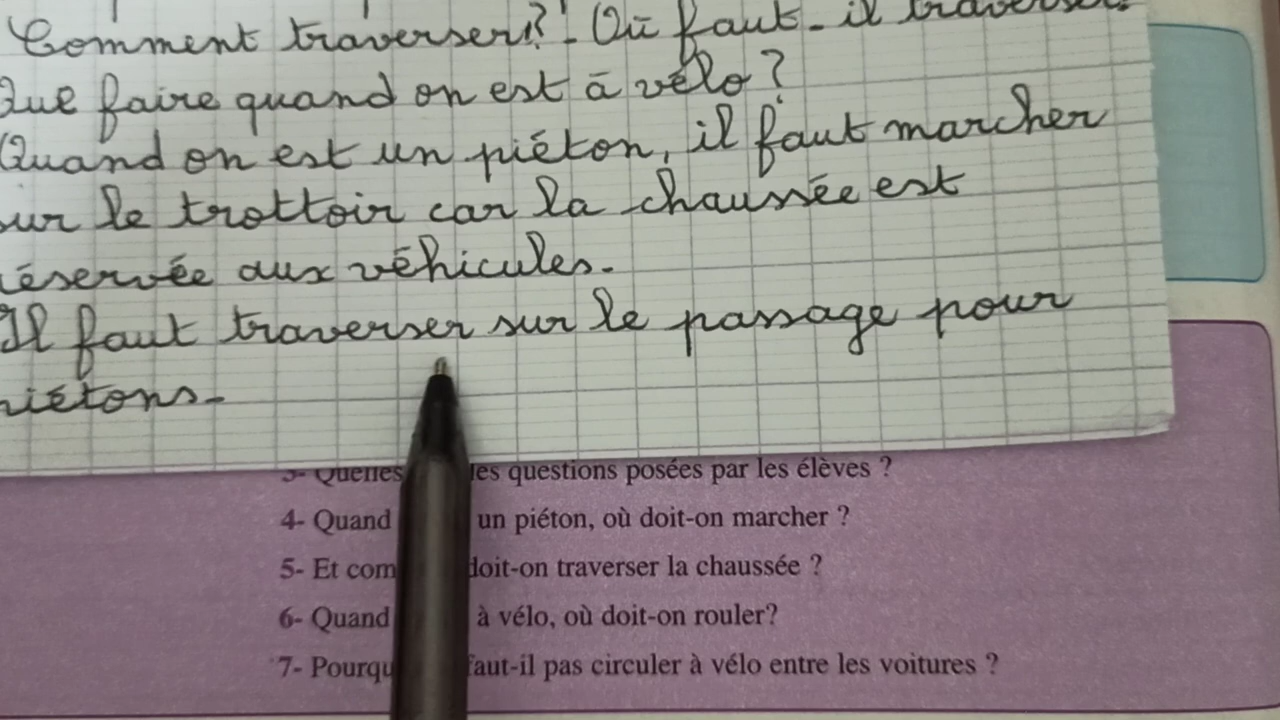 Comment traverser ? - Où faut-il traverser
Que faire quand on est à vélo ?
Quand on est un piéton, il faut marcher
sur le trottoir car la chaussée est
réservée aux véhicules.
Il faut traverser sur le passage pour
piétons.
3- Quelles les questions posées par les élèves ?
4- Quand un piéton, où doit-on marcher ?
5- Et com doit-on traverser la chaussée ?
6- Quand à vélo, où doit-on rouler?
7- Pourqu faut-il pas circuler à vélo entre les voitures ?